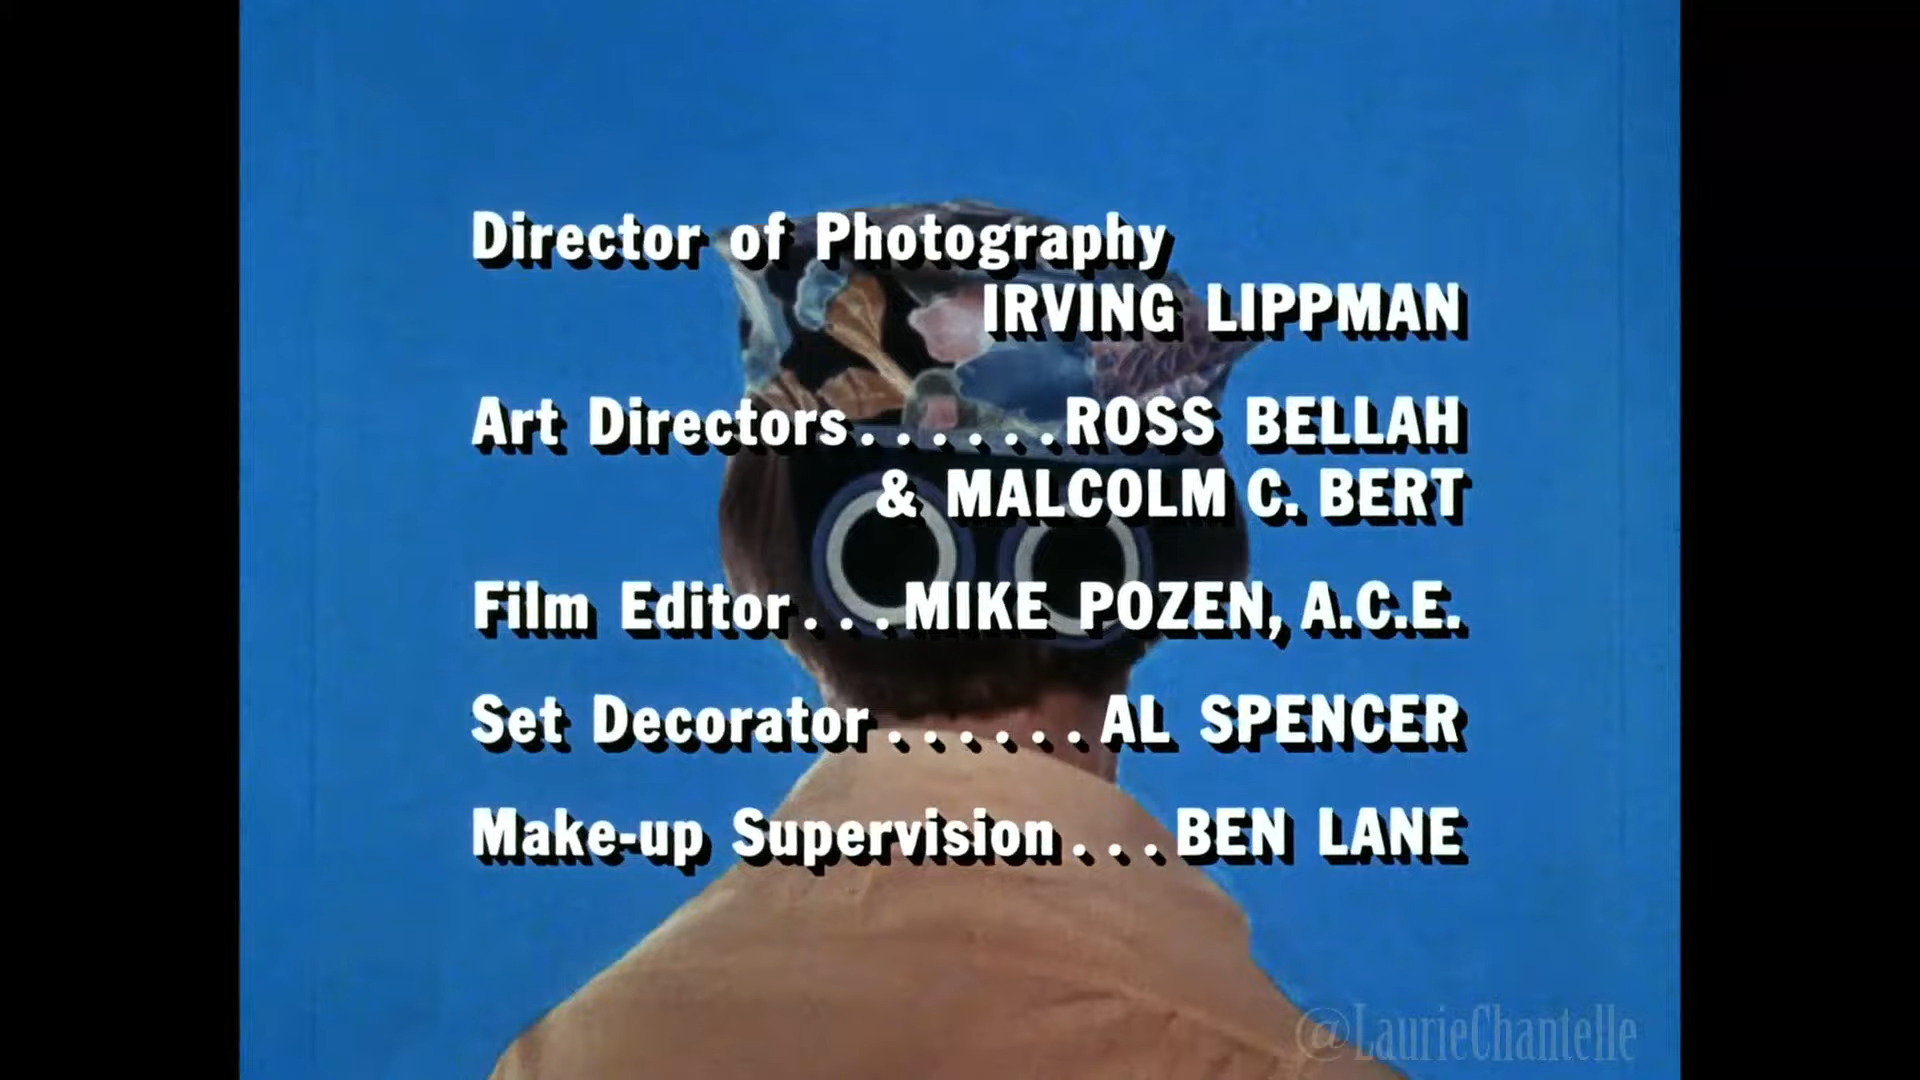 Director of Photography
IRVING LIPPMAN
Art Directors......ROSS BELLAH
& MALCOLM C. BERT
Film Editor...MIKE POZEN, A.C.E.
Set Decorator......AL SPENCER
Make-up Supervision...BEN LANE
@LaurieChantelle